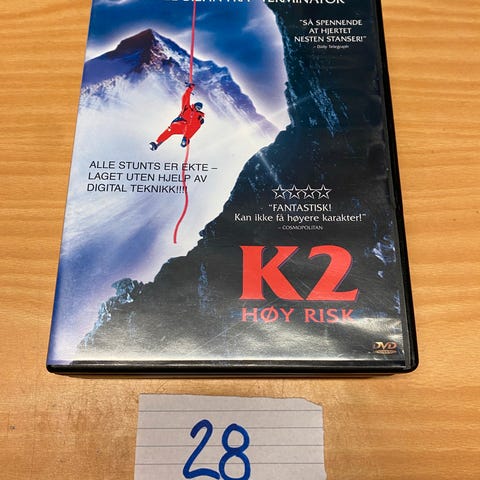 TERMINATOR
"SÅ SPENNENDE
AT HJERTET
NESTEN STANSER!"
– Daily Telegraph
ALLE STUNTS ER EKTE –
LAGET UTEN HJELP AV
DIGITAL TEKNIKK!!!!
"FANTASTISK!
Kan ikke få høyere karakter!"
– COSMOPOLITAN
K2
HØY RISK
DVD
28